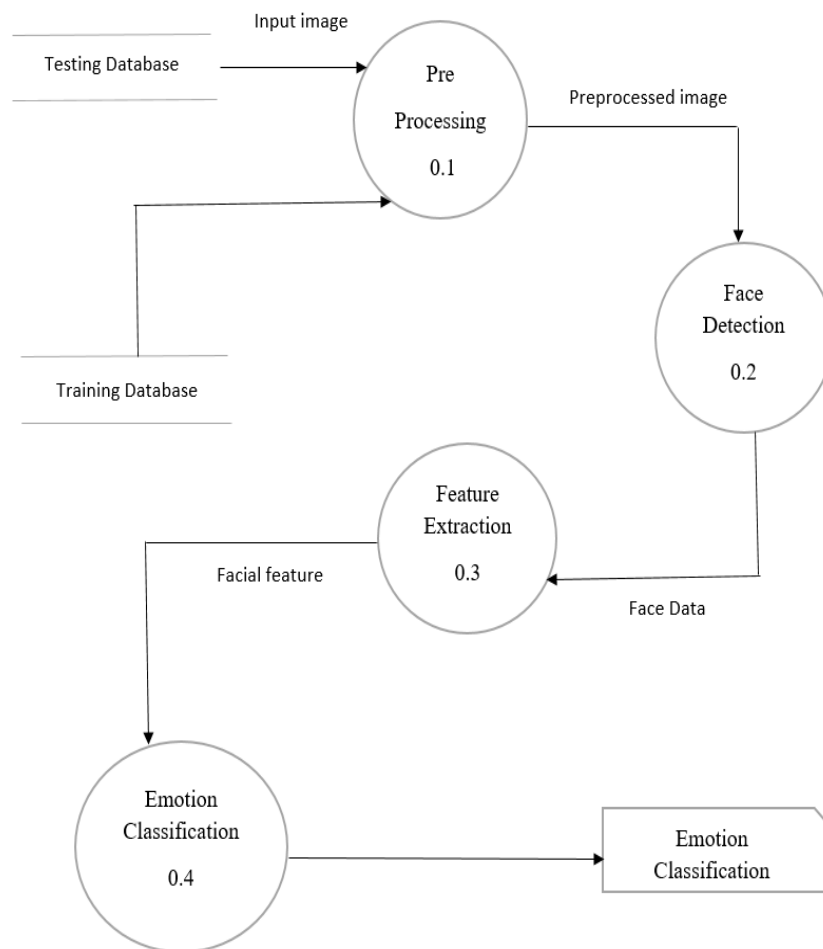 Input image
Testing Database
Pre
Processing
0.1
Preprocessed image
Face
Detection
0.2
Training Database
Feature
Extraction
0.3
Facial feature
Face Data
Emotion
Classification
0.4
Emotion
Classification